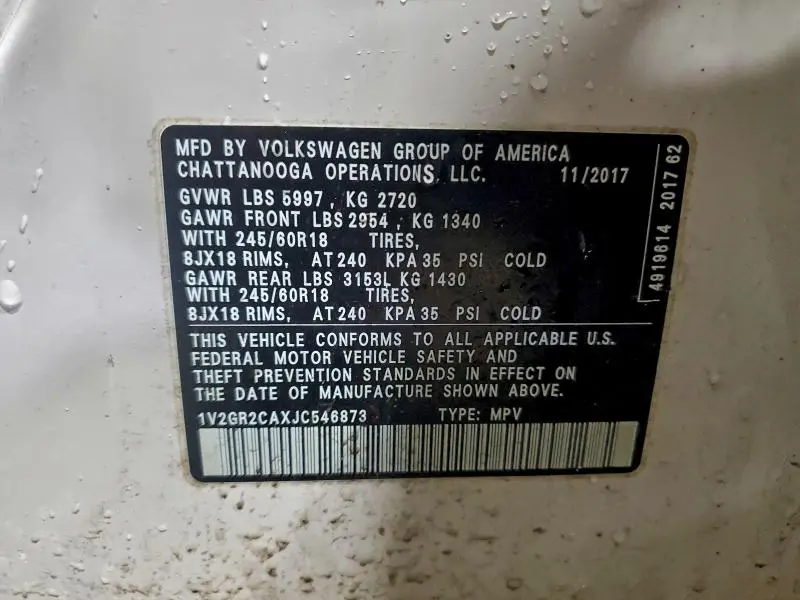 MFD BY VOLKSWAGEN GROUP OF AMERICA
CHATTANOOGA OPERATIONS, LLC. 11/2017
GVWR LBS 5997, KG 2720
GAWR FRONT LBS 2954, KG 1340
WITH 245/60R18 TIRES,
8JX18 RIMS, AT 240 KPA 35 PSI COLD
GAWR REAR LBS 3153L KG 1430
WITH 245/60R18 TIRES,
8JX18 RIMS, AT 240 KPA 35 PSI COLD
THIS VEHICLE CONFORMS TO ALL APPLICABLE U.S.
FEDERAL MOTOR VEHICLE SAFETY AND
THEFT PREVENTION STANDARDS IN EFFECT ON
THE DATE OF MANUFACTURE SHOWN ABOVE.
1V2GR2CAXJC546873 TYPE: MPV
4919614 2017 62